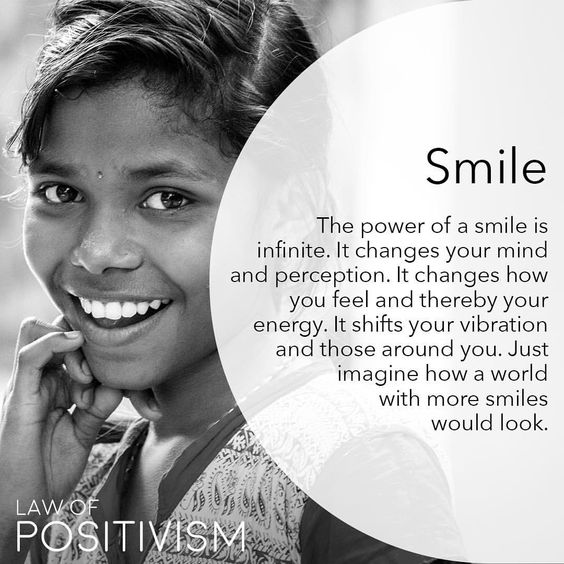 Smile
The power of a smile is
infinite. It changes your mind
and perception. It changes how
you feel and thereby your
energy. It shifts your vibration
and those around you. Just
imagine how a world
with more smiles
would look.
LAW OF
POSITIVISM